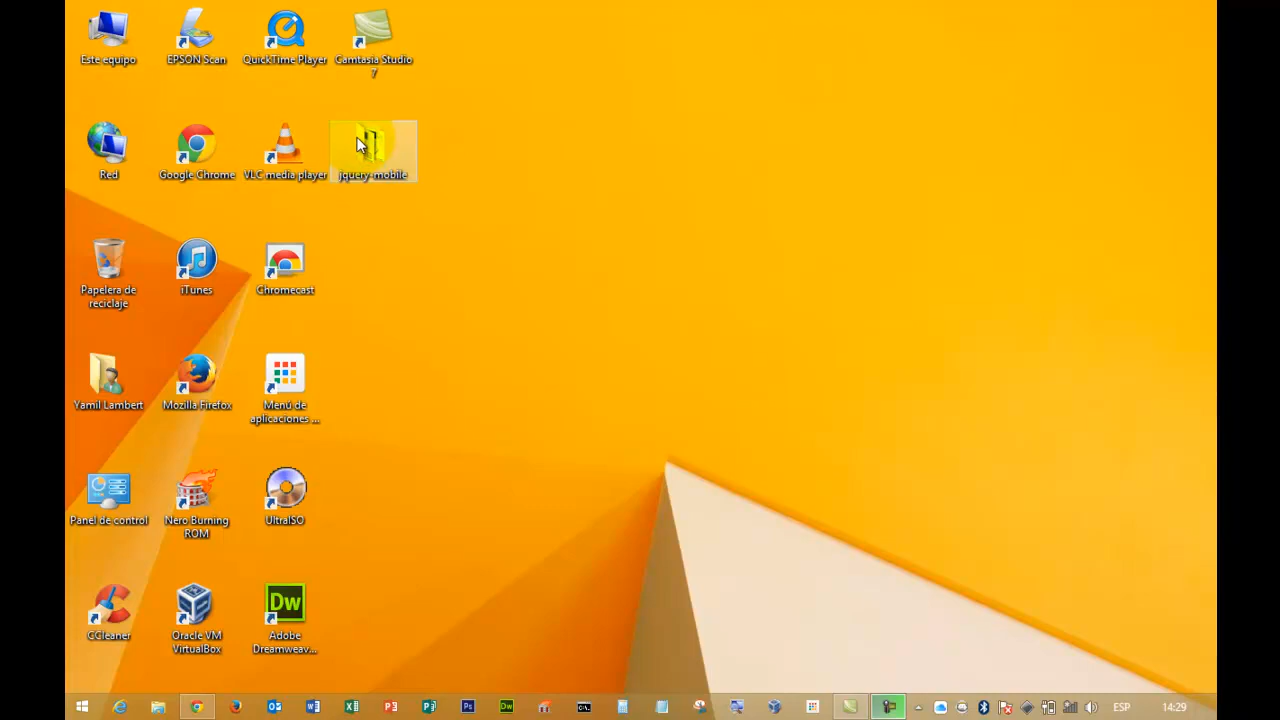 Este equipo
EPSON Scan
QuickTime Player
Camtasia Studio
7
Red
Google Chrome
VLC media player
jquery-mobile
Papelera de
reciclaje
iTunes
Chromecast
Yamil Lambert
Mozilla Firefox
Menú de
aplicaciones ...
Panel de control
Nero Burning
ROM
UltraISO
CCleaner
Oracle VM
VirtualBox
Dw
Adobe
Dreamweav...
ESP
14:29